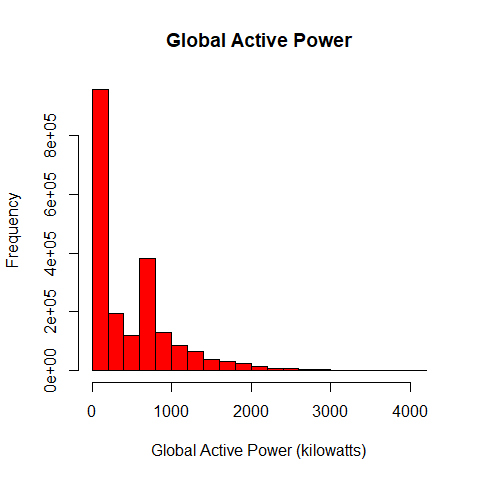 Global Active Power
Frequency
8e+05
6e+05
4e+05
2e+05
0e+00
0 1000 2000 3000 4000
Global Active Power (kilowatts)